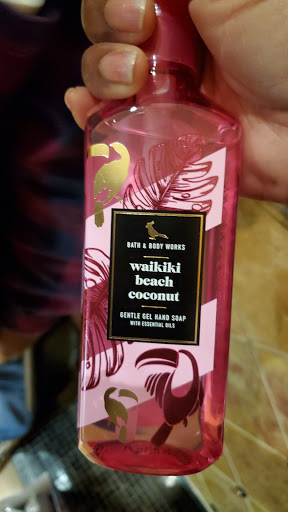 BATH & BODY WORKS
waikiki
beach
coconut
GENTLE GEL HAND SOAP
WITH ESSENTIAL OILS